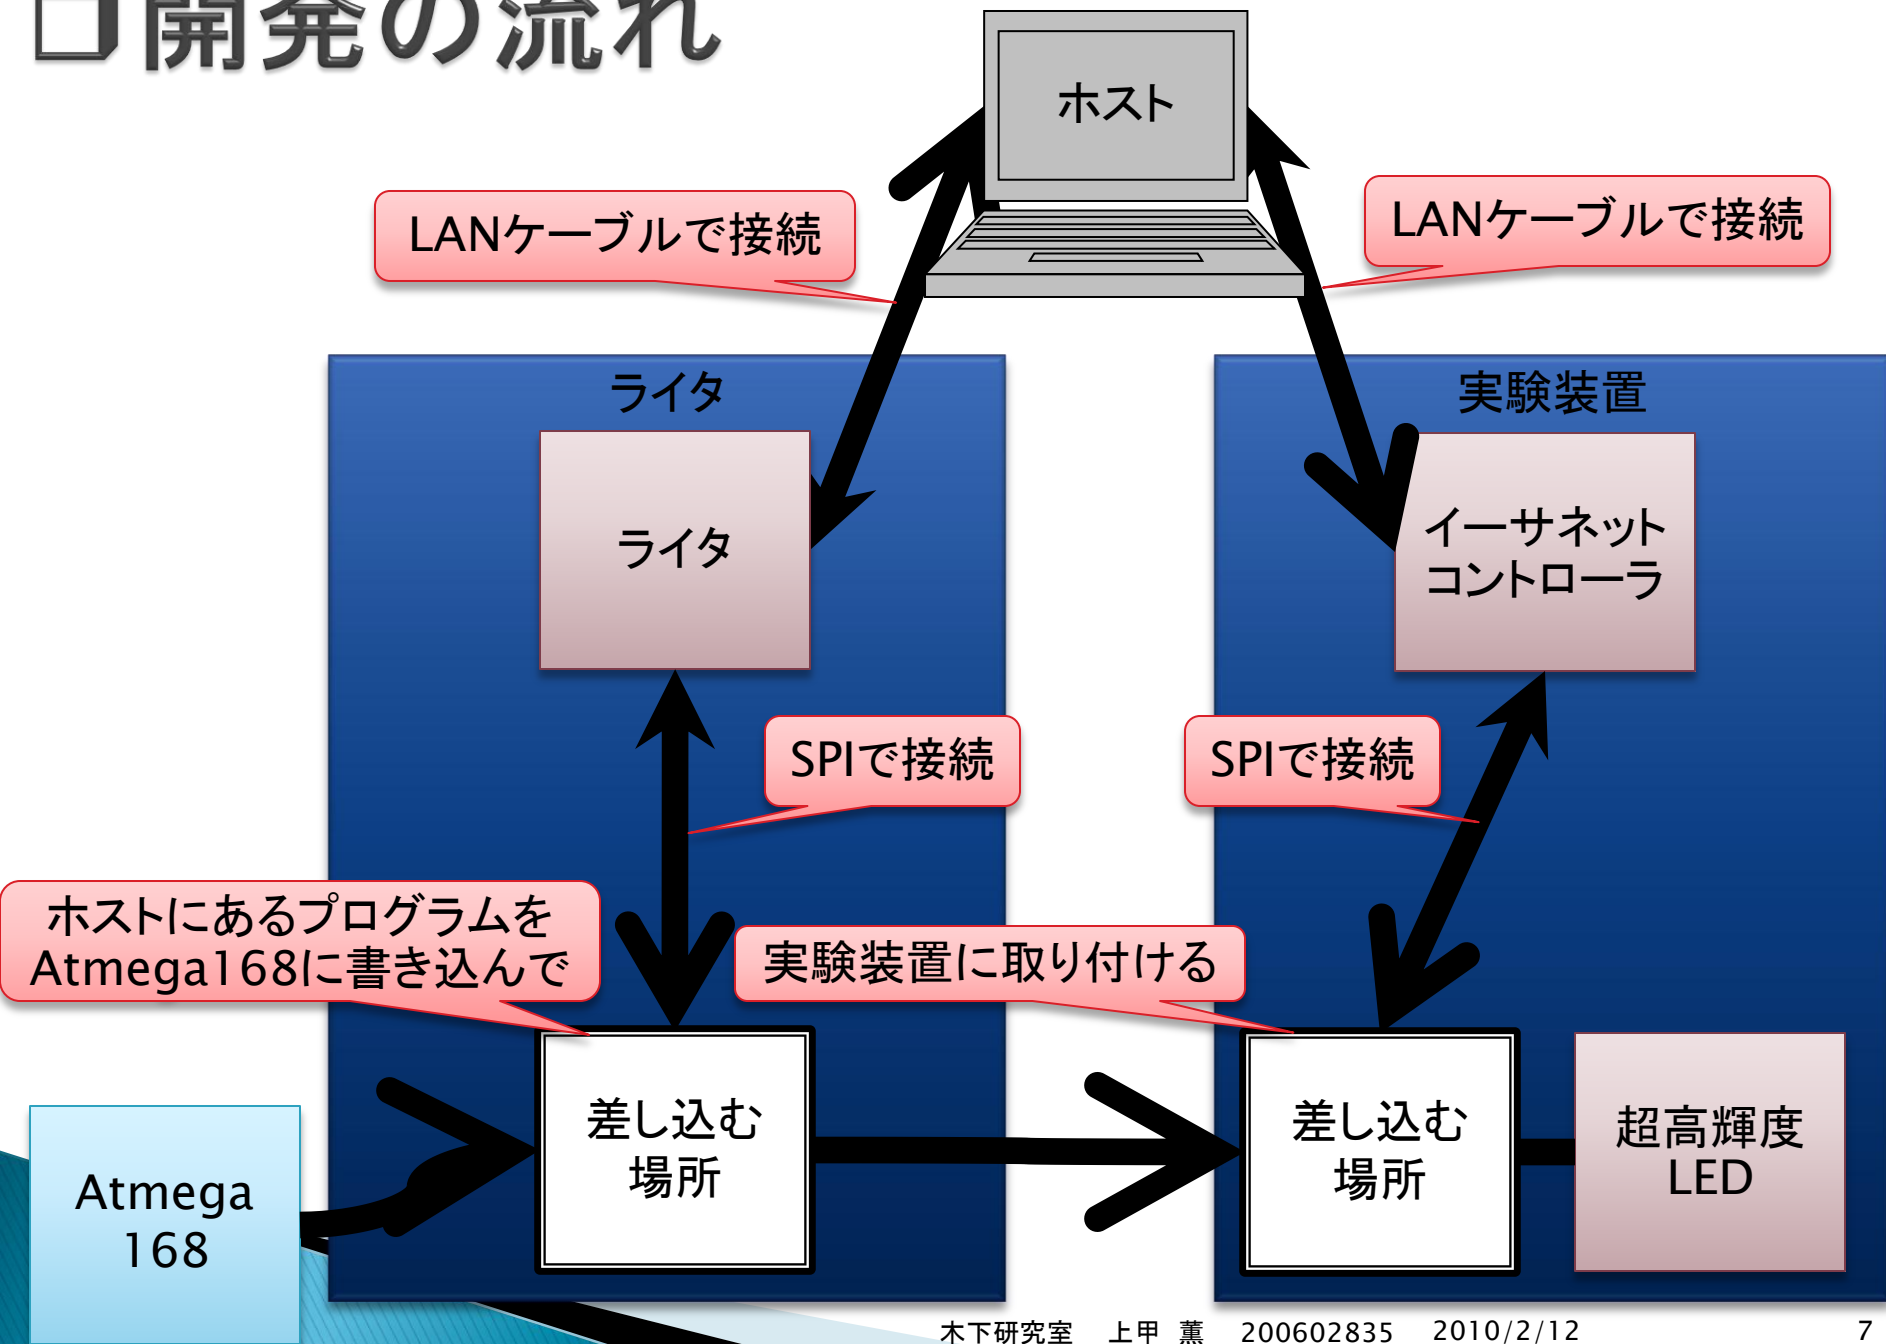 開発の流れ
ホスト
LANケーブルで接続
LANケーブルで接続
ライタ
実験装置
ライタ
イーサネット
コントローラ
SPIで接続
SPIで接続
ホストにあるプログラムを
Atmega168に書き込んで
実験装置に取り付ける
Atmega
168
差し込む
場所
差し込む
場所
超高輝度
LED
木下研究室 上甲 薫 200602835 2010/2/12 7